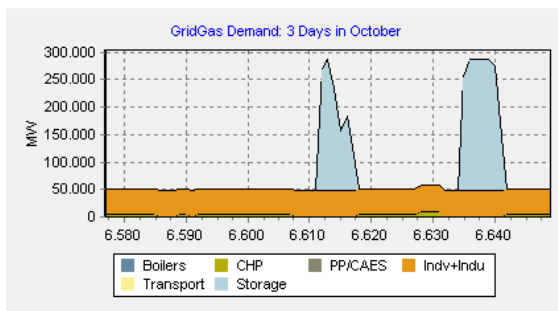 GridGas Demand: 3 Days in October
300.000
250.000
200.000
150.000
100.000
50.000
0
MW
6.580 6.590 6.600 6.610 6.620 6.630 6.640
Boilers CHP PP/CAES Indv+Indu
Transport Storage